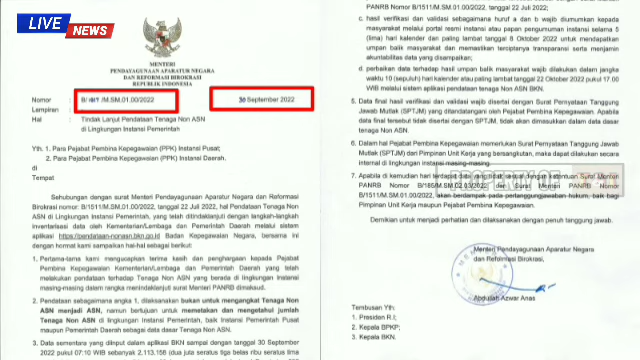 LIVE
NEWS
MENTERI
PENDAYAGUNAAN APARATUR NEGARA
DAN REFORMASI BIROKRASI
REPUBLIK INDONESIA
Nomor : B/ /M.SM.01.00/2022
30 September 2022
Lampiran :
Hal : Tindak Lanjut Pendataan Tenaga Non ASN
di Lingkungan Instansi Pemerintah
Yth. 1. Para Pejabat Pembina Kepegawaian (PPK) Instansi Pusat;
2. Para Pejabat Pembina Kepegawaian (PPK) Instansi Daerah.
di
Tempat
Sehubungan dengan surat Menteri Pendayagunaan Aparatur Negara dan Reformasi
Birokrasi nomor: B/1511/M.SM.01.00/2022, tanggal 22 Juli 2022, hal Pendataan Tenaga
Non ASN di Lingkungan Instansi Pemerintah, yang telah ditindaklanjuti dengan langkah-langkah
inventarisasi data oleh Kementerian/Lembaga dan Pemerintah Daerah melalui sistem
aplikasi https://pendataan-nonasn.bkn.go.id Badan Kepegawaian Negara, bersama ini
dengan hormat kami sampaikan hal-hal sebagai berikut:
1. Pertama-tama kami mengucapkan terima kasih dan penghargaan kepada Pejabat
Pembina Kepegawaian Kementerian/Lembaga dan Pemerintah Daerah yang telah
melakukan pendataan terhadap Tenaga Non ASN yang berada di lingkungan instansi
masing-masing dalam rangka menindaklanjuti surat Menteri PANRB dimaksud.
2. Pendataan sebagaimana angka 1, dilaksanakan bukan untuk mengangkat Tenaga Non
ASN menjadi ASN, namun bertujuan untuk memetakan dan mengetahui jumlah
Tenaga Non ASN di lingkungan Instansi Pemerintah, baik Instansi Pemerintah Pusat
maupun Pemerintah Daerah sebagai data dasar Tenaga Non ASN.
3. Data sementara yang diinput dalam aplikasi BKN sampai dengan tanggal 30 September
2022 pukul 07:10 WIB sebanyak 2.113.158 (dua juta seratus tiga belas ribu seratus lima
PANRB Nomor B/1511/M.SM.01.00/2022, tanggal 22 Juli 2022.
c. hasil verifikasi dan validasi sebagaimana huruf a dan b wajib diumumkan kepada
masyarakat melalui portal resmi instansi atau papan pengumuman instansi selama 5
(lima) hari kalender dan paling lambat tanggal 8 Oktober 2022 untuk mendapatkan
umpan balik masyarakat dan memastikan terciptanya transparansi serta menjamin
akuntabilitas data yang disampaikan;
d. perbaikan data terhadap hasil umpan balik masyarakat wajib dilakukan dalam jangka
waktu 10 (sepuluh) hari kalender atau paling lambat tanggal 22 Oktober 2022 pukul 17.00
WIB melalui sistem aplikasi pendataan Non ASN BKN.
5. Data final hasil verifikasi dan validasi wajib disertai dengan Surat Pernyataan Tanggung
Jawab Mutlak (SPTJM) yang ditandatangani oleh Pejabat Pembina Kepegawaian. Apabila
data final tersebut tidak disertai dengan SPTJM, tidak akan dimasukkan dalam data dasar
tenaga Non ASN.
6. Dalam hal Pejabat Pembina Kepegawaian memerlukan Surat Pernyataan Tanggung Jawab
Mutlak (SPTJM) dari Pimpinan Unit Kerja yang bersangkutan, maka dapat dilakukan secara
internal di lingkungan instansi masing-masing.
7. Apabila di kemudian hari terdapat data yang tidak sesuai dengan ketentuan Surat Menteri
PANRB Nomor B/185/M.SM.02.03/2022 dan Surat Menteri PANRB Nomor
B/1511/M.SM.01.00/2022, akan berdampak pada pertanggungjawaban hukum, baik bagi
Pimpinan Unit Kerja maupun Pejabat Pembina Kepegawaian.
Demikian untuk menjadi perhatian dan dilaksanakan dengan penuh tanggung jawab.
Menteri Pendayagunaan Aparatur Negara
dan Reformasi Birokrasi,
Abdullah Azwar Anas
Tembusan Yth:
1. Presiden R.I;
2. Kepala BPKP;
3. Kepala BKN.